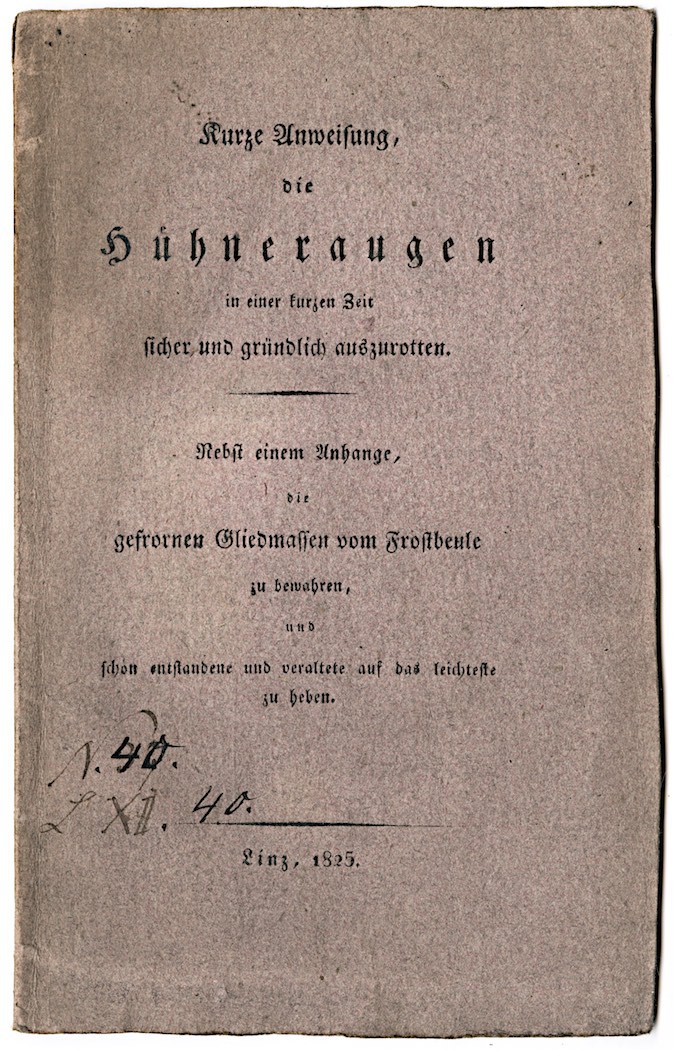 Kurze Anweisung,
die
Hühneraugen
in einer kurzen Zeit
sicher und gründlich auszurotten.
Nebst einem Anhange,
die
gefrornen Gliedmassen vom Frostbeule
zu bewahren,
und
schon entstandene und veraltete auf das leichteste
zu heben.
N. 40.
L XII. 40.
Linz, 1825.